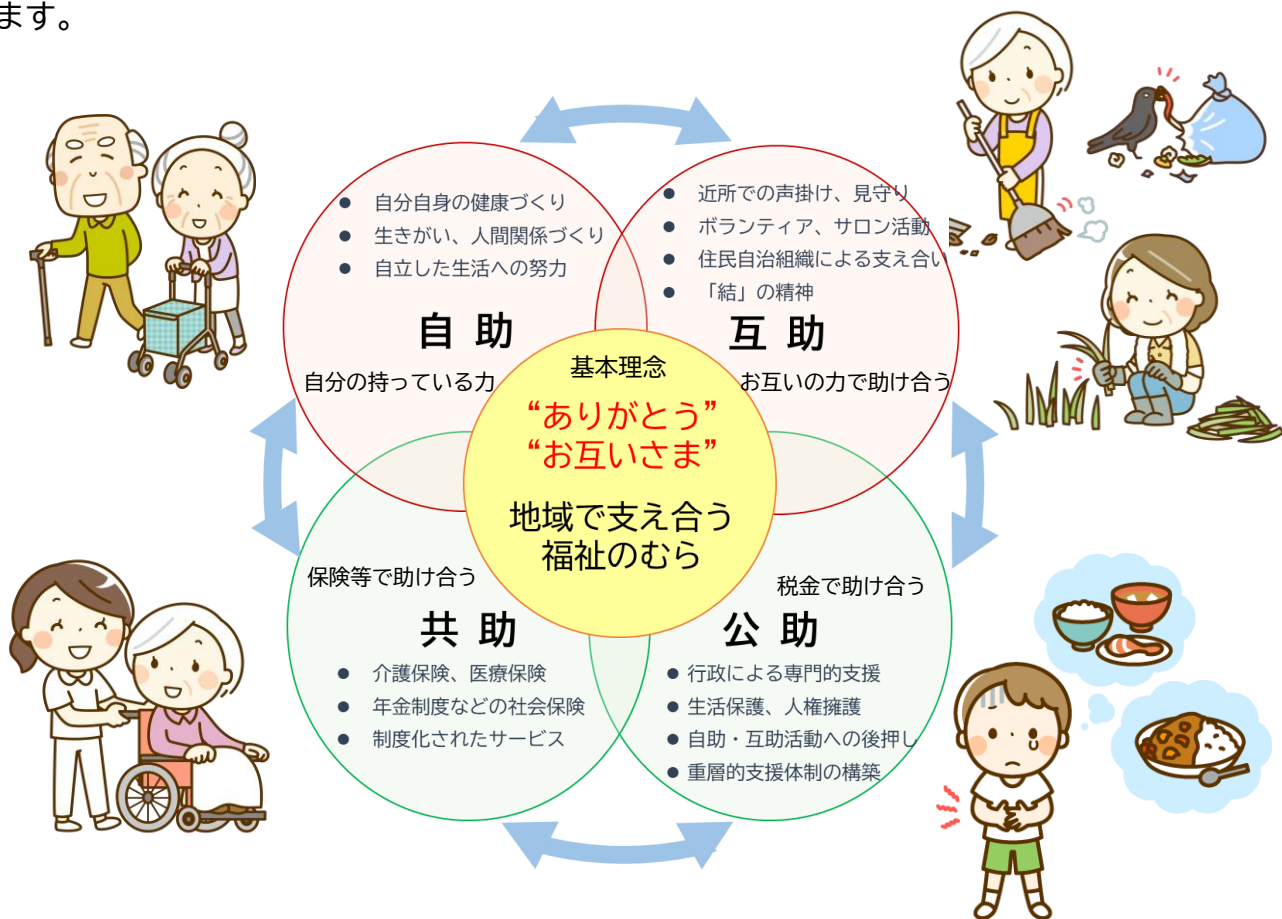 ます。
● 自分自身の健康づくり
● 生きがい、人間関係づくり
● 自立した生活への努力
自 助
自分の持っている力
● 近所での声掛け、見守り
● ボランティア、サロン活動
● 住民自治組織による支え合い
● 「結」の精神
互 助
お互いの力で助け合う
基本理念
“ありがとう”
“お互いさま”
地域で支え合う
福祉のむら
保険等で助け合う
共 助
● 介護保険、医療保険
● 年金制度などの社会保険
● 制度化されたサービス
税金で助け合う
公 助
● 行政による専門的支援
● 生活保護、人権擁護
● 自助・互助活動への後押し
● 重層的支援体制の構築